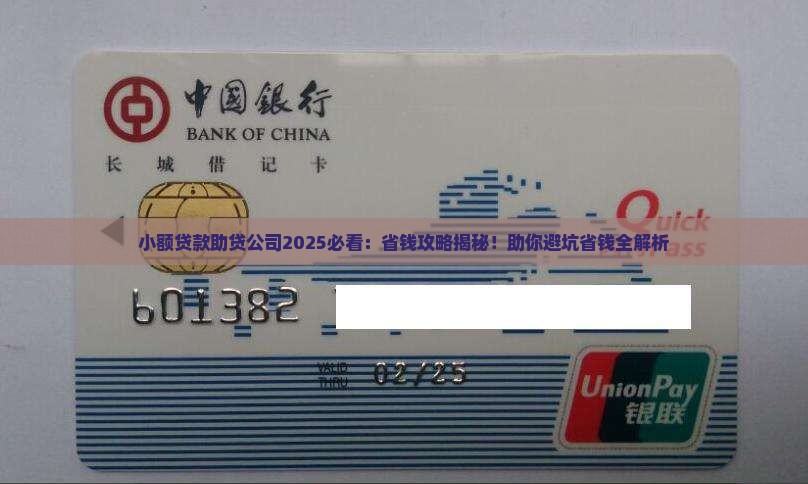 中國銀行
BANK OF CHINA
长城借记卡
Quick
Pass
小额贷款助贷公司2025必看：省钱攻略揭秘！助你避坑省钱全解析
601382
VALID
THRU
02/25
UnionPay
银联